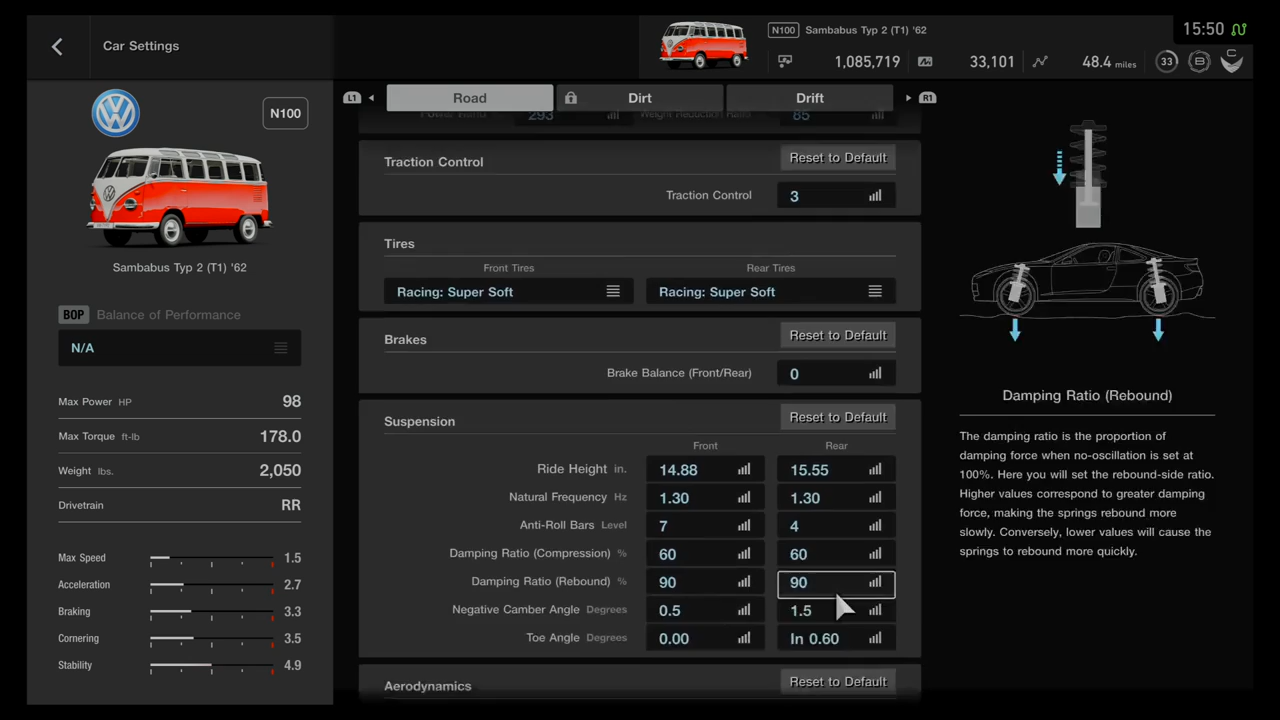 Car Settings
N100 Sambabus Typ 2 (T1) '62
15:50
1,085,719 33,101 48.4 miles 33 B C
L1 Road Dirt Drift R1
N100
Sambabus Typ 2 (T1) '62
BOP Balance of Performance
N/A
Max Power HP 98
Max Torque ft-lb 178.0
Weight lbs. 2,050
Drivetrain RR
Max Speed 1.5
Acceleration 2.7
Braking 3.3
Cornering 3.5
Stability 4.9
293 85
Traction Control Reset to Default
Traction Control 3
Tires
Front Tires Rear Tires
Racing: Super Soft Racing: Super Soft
Brakes Reset to Default
Brake Balance (Front/Rear) 0
Suspension Reset to Default
Front Rear
Ride Height in. 14.88 15.55
Natural Frequency Hz 1.30 1.30
Anti-Roll Bars Level 7 4
Damping Ratio (Compression) % 60 60
Damping Ratio (Rebound) % 90 90
Negative Camber Angle Degrees 0.5 1.5
Toe Angle Degrees 0.00 In 0.60
Aerodynamics Reset to Default
Damping Ratio (Rebound)
The damping ratio is the proportion of
damping force when no-oscillation is set at
100%. Here you will set the rebound-side ratio.
Higher values correspond to greater damping
force, making the springs rebound more
slowly. Conversely, lower values will cause the
springs to rebound more quickly.